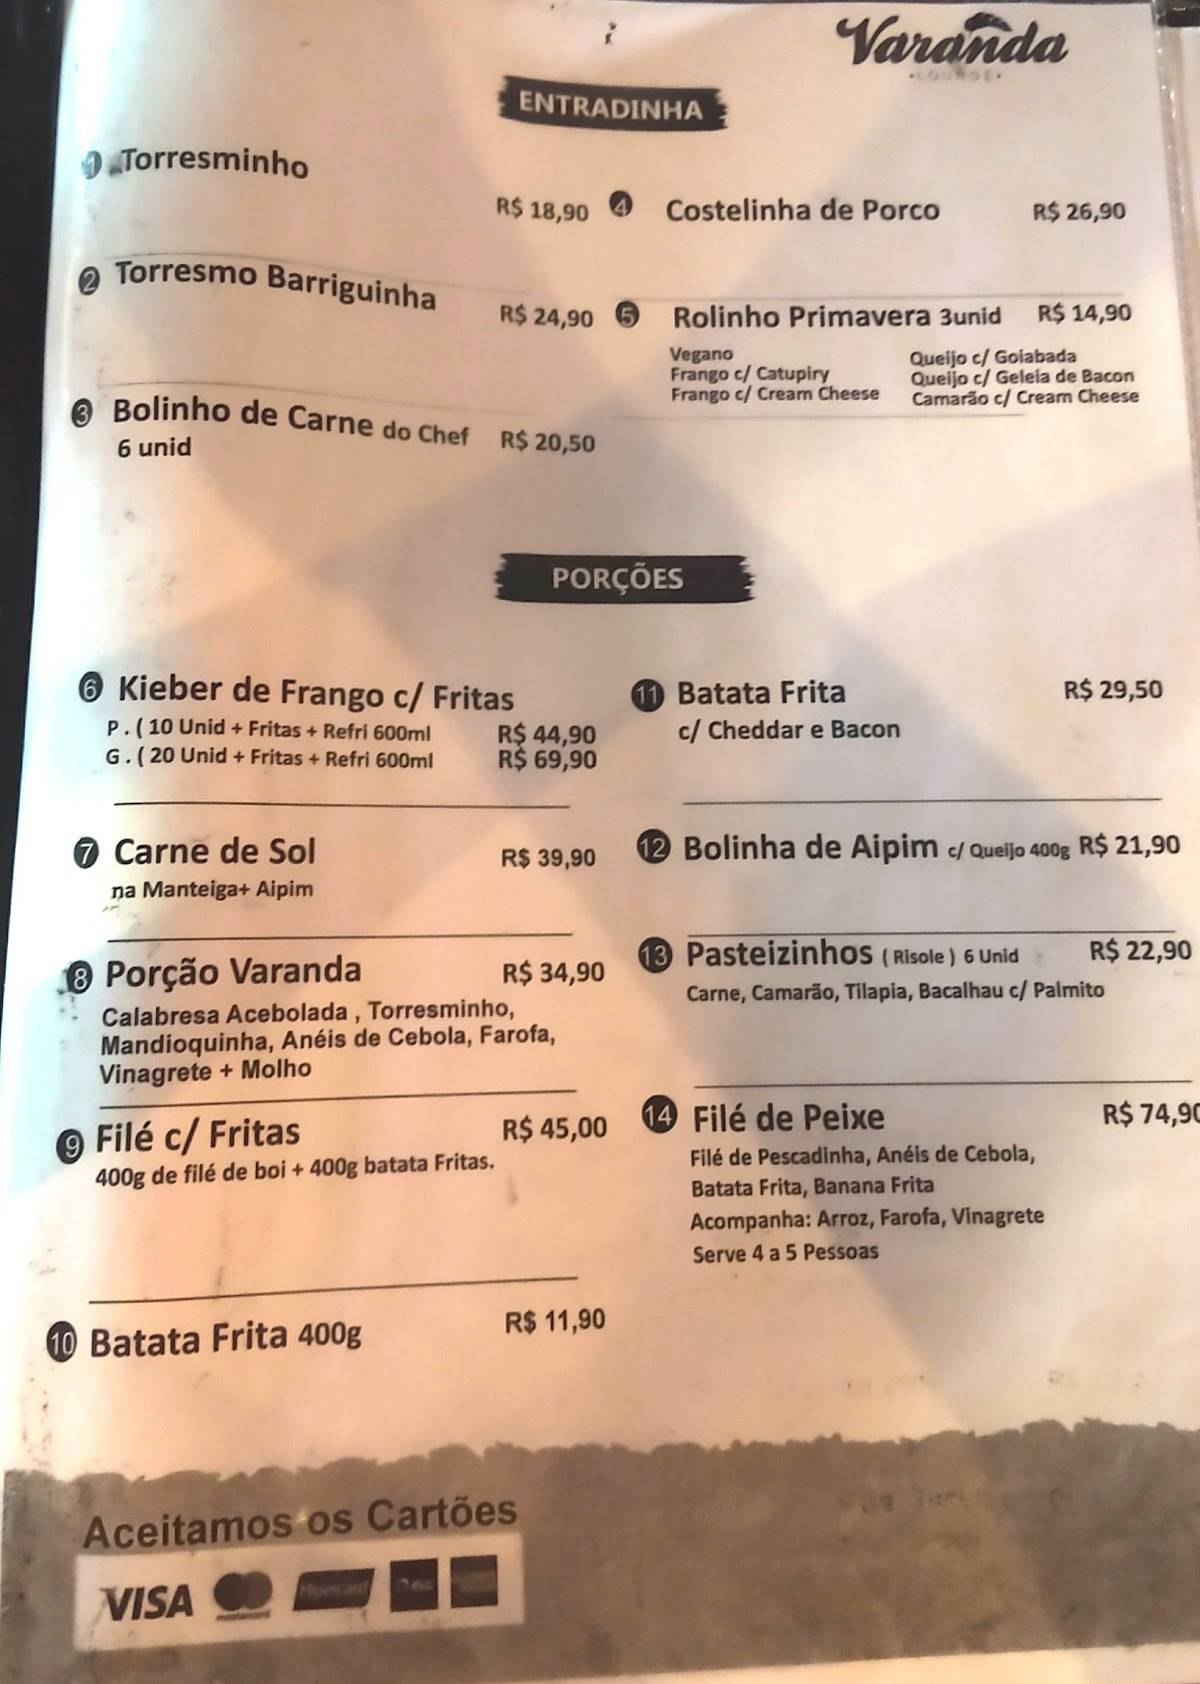 Varanda
•LOUNGE•
ENTRADINHA
1 Torresminho
R$ 18,90
2 Torresmo Barriguinha
R$ 24,90
3 Bolinho de Carne do Chef R$ 20,50
6 unid
4 Costelinha de Porco R$ 26,90
5 Rolinho Primavera 3unid R$ 14,90
Vegano
Frango c/ Catupiry
Frango c/ Cream Cheese
Queijo c/ Goiabada
Queijo c/ Geleia de Bacon
Camarão c/ Cream Cheese
PORÇÕES
6 Kieber de Frango c/ Fritas
P . ( 10 Unid + Fritas + Refri 600ml R$ 44,90
G . ( 20 Unid + Fritas + Refri 600ml R$ 69,90
7 Carne de Sol R$ 39,90
na Manteiga+ Aipim
8 Porção Varanda R$ 34,90
Calabresa Acebolada , Torresminho,
Mandioquinha, Anéis de Cebola, Farofa,
Vinagrete + Molho
9 Filé c/ Fritas R$ 45,00
400g de filé de boi + 400g batata Fritas.
10 Batata Frita 400g R$ 11,90
11 Batata Frita R$ 29,50
c/ Cheddar e Bacon
12 Bolinha de Aipim c/ Queijo 400g R$ 21,90
13 Pasteizinhos ( Risole ) 6 Unid R$ 22,90
Carne, Camarão, Tilapia, Bacalhau c/ Palmito
14 Filé de Peixe R$ 74,90
Filé de Pescadinha, Anéis de Cebola,
Batata Frita, Banana Frita
Acompanha: Arroz, Farofa, Vinagrete
Serve 4 a 5 Pessoas
Aceitamos os Cartões
VISA mastercard Hipercard elo